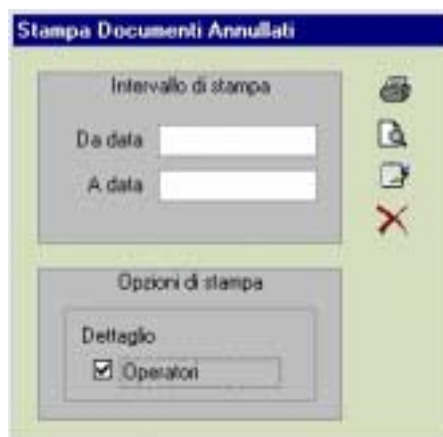 Stampa Documenti Annullati
Intervallo di stampa
Da data
A data
Opzioni di stampa
Dettaglio
Operatori